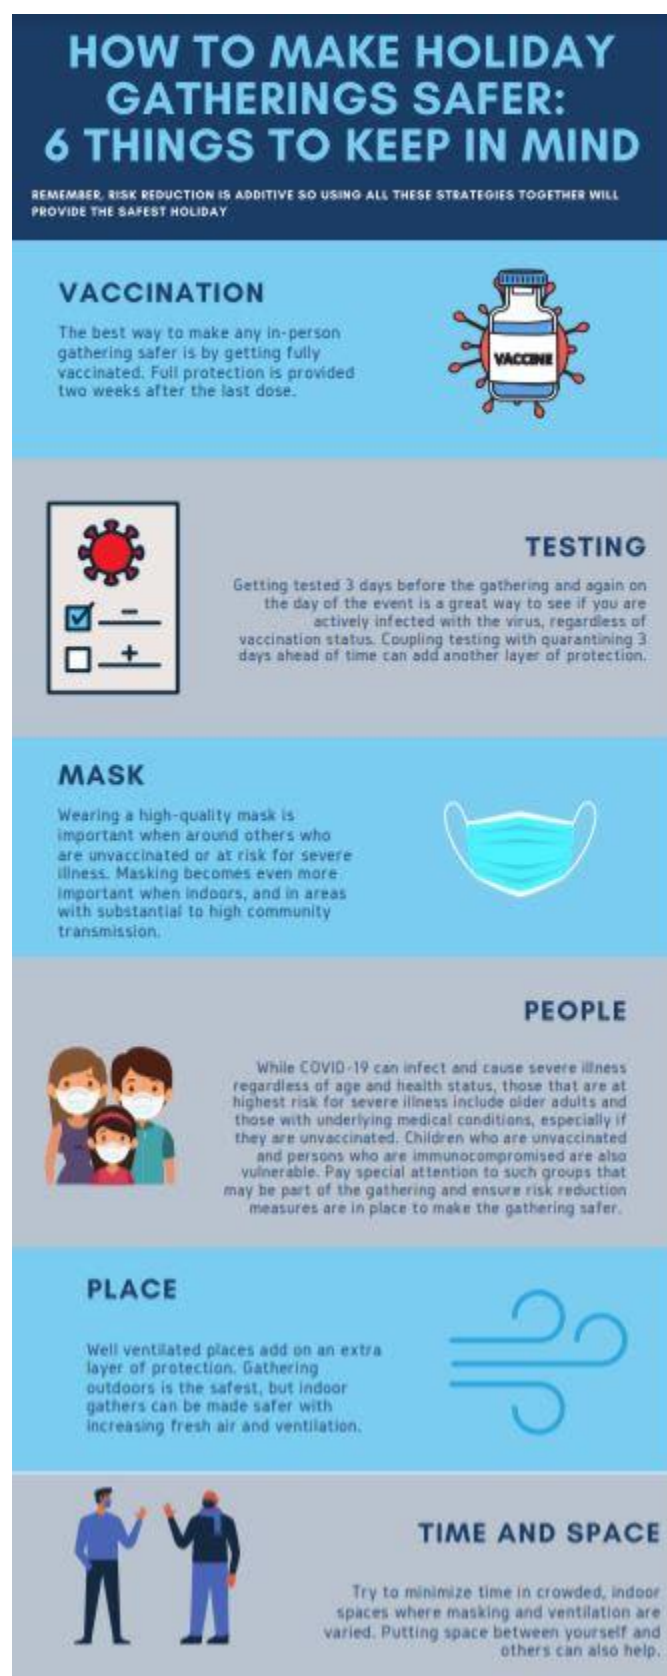 HOW TO MAKE HOLIDAY
GATHERINGS SAFER:
6 THINGS TO KEEP IN MIND
REMEMBER, RISK REDUCTION IS ADDITIVE SO USING ALL THESE STRATEGIES TOGETHER WILL
PROVIDE THE SAFEST HOLIDAY
VACCINATION
The best way to make any in-person
gathering safer is by getting fully
vaccinated. Full protection is provided
two weeks after the last dose.
VACCINE
TESTING
Getting tested 3 days before the gathering and again on
the day of the event is a great way to see if you are
actively infected with the virus, regardless of
vaccination status. Coupling testing with quarantining 3
days ahead of time can add another layer of protection.
MASK
Wearing a high-quality mask is
important when around others who
are unvaccinated or at risk for severe
illness. Masking becomes even more
important when indoors, and in areas
with substantial to high community
transmission.
PEOPLE
While COVID-19 can infect and cause severe illness
regardless of age and health status, those that are at
highest risk for severe illness include older adults and
those with underlying medical conditions, especially if
they are unvaccinated. Children who are unvaccinated
and persons who are immunocompromised are also
vulnerable. Pay special attention to such groups that
may be part of the gathering and ensure risk reduction
measures are in place to make the gathering safer.
PLACE
Well ventilated places add on an extra
layer of protection. Gathering
outdoors is the safest, but indoor
gathers can be made safer with
increasing fresh air and ventilation.
TIME AND SPACE
Try to minimize time in crowded, indoor
spaces where masking and ventilation are
varied. Putting space between yourself and
others can also help.